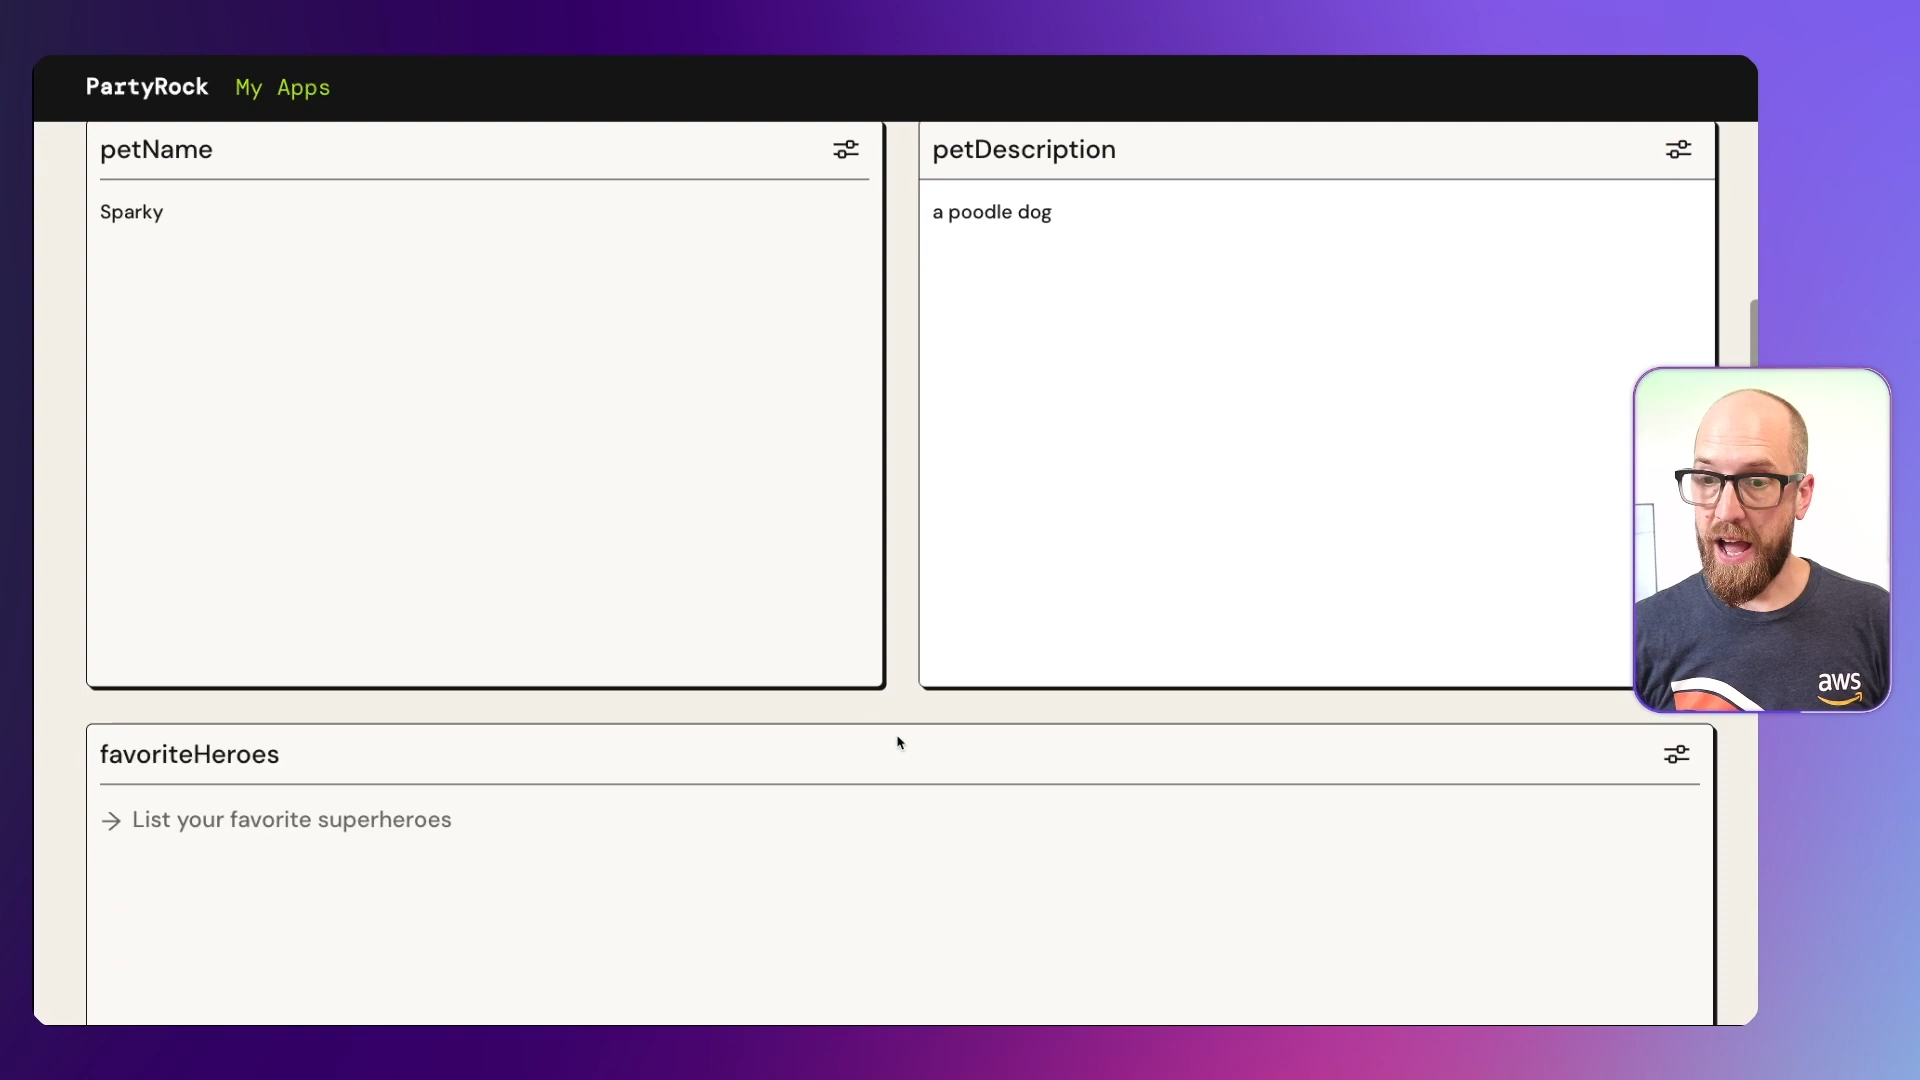 PartyRock My Apps
petName
petDescription
Sparky
a poodle dog
favoriteHeroes
List your favorite superheroes
aws